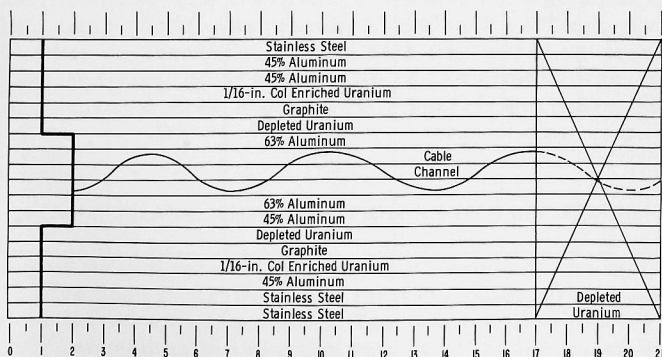 Stainless Steel
45% Aluminum
45% Aluminum
1/16-in. Col Enriched Uranium
Graphite
Depleted Uranium
63% Aluminum
Cable
Channel
63% Aluminum
45% Aluminum
Depleted Uranium
Graphite
1/16-in. Col Enriched Uranium
45% Aluminum
Stainless Steel
Stainless Steel
Depleted
Uranium
0 1 2 3 4 5 6 7 8 9 10 11 12 13 14 15 16 17 18 19 20 21